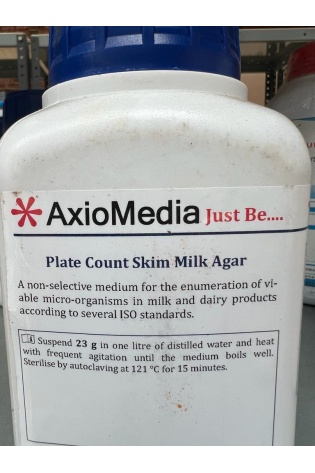 AxioMedia Just Be....
Plate Count Skim Milk Agar
A non-selective medium for the enumeration of vi-
able micro-organisms in milk and dairy products
according to several ISO standards.
Suspend 23 g in one litre of distilled water and heat
with frequent agitation until the medium boils well.
Sterilise by autoclaving at 121 °C for 15 minutes.